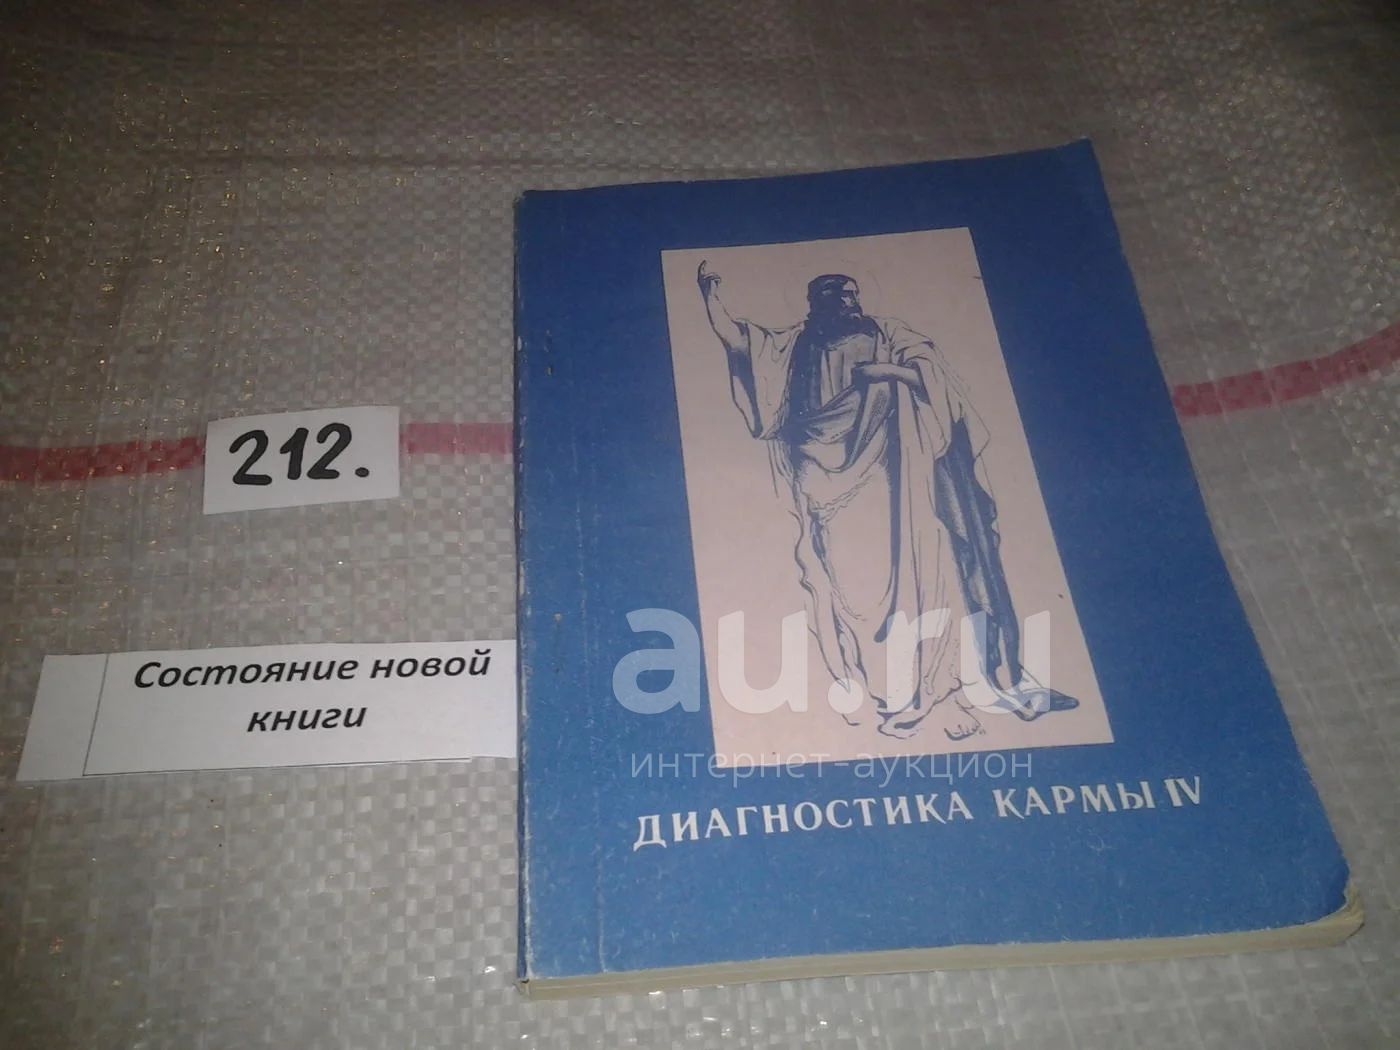 212.
Состояние новой
книги
au.ru
интернет-аукцион
ДИАГНОСТИКА КАРМЫ IV